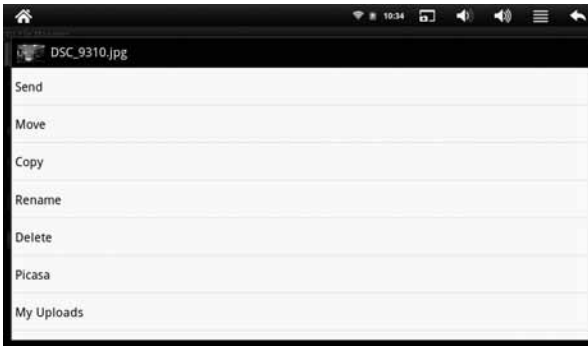 10:34
DSC_9310.jpg
Send
Move
Copy
Rename
Delete
Picasa
My Uploads